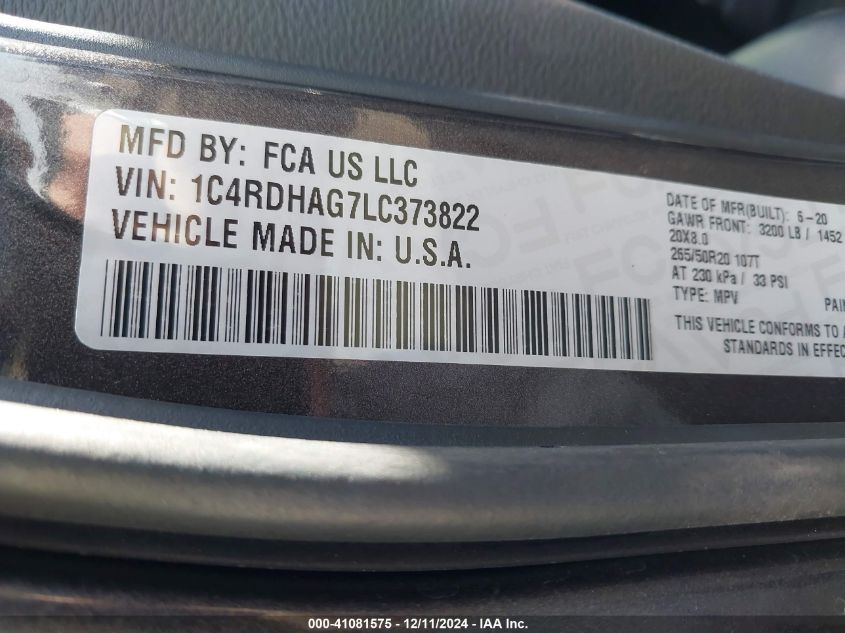 MFD BY: FCA US LLC
VIN: 1C4RDHAG7LC373822
VEHICLE MADE IN: U.S.A.
DATE OF MFR(BUILT): 6-20
GAWR FRONT: 3200 LB / 1452
20X8.0
265/50R20 107T
AT 230 kPa / 33 PSI
TYPE: MPV
PAIN
THIS VEHICLE CONFORMS TO A
STANDARDS IN EFFEC
000-41081575 - 12/11/2024 - IAA Inc.